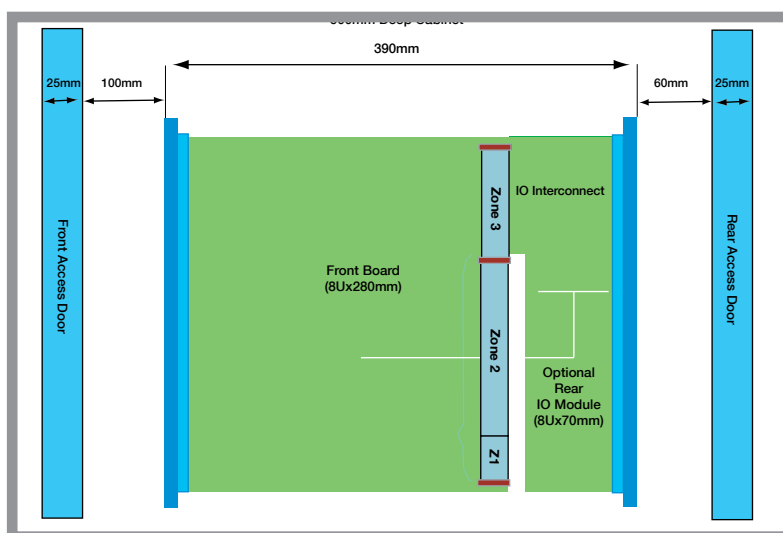 390mm
25mm
100mm
60mm
25mm
Zone 3
IO Interconnect
Front Access Door
Rear Access Door
Front Board
(8Ux280mm)
Zone 2
Optional
Rear
IO Module
(8Ux70mm)
Z1